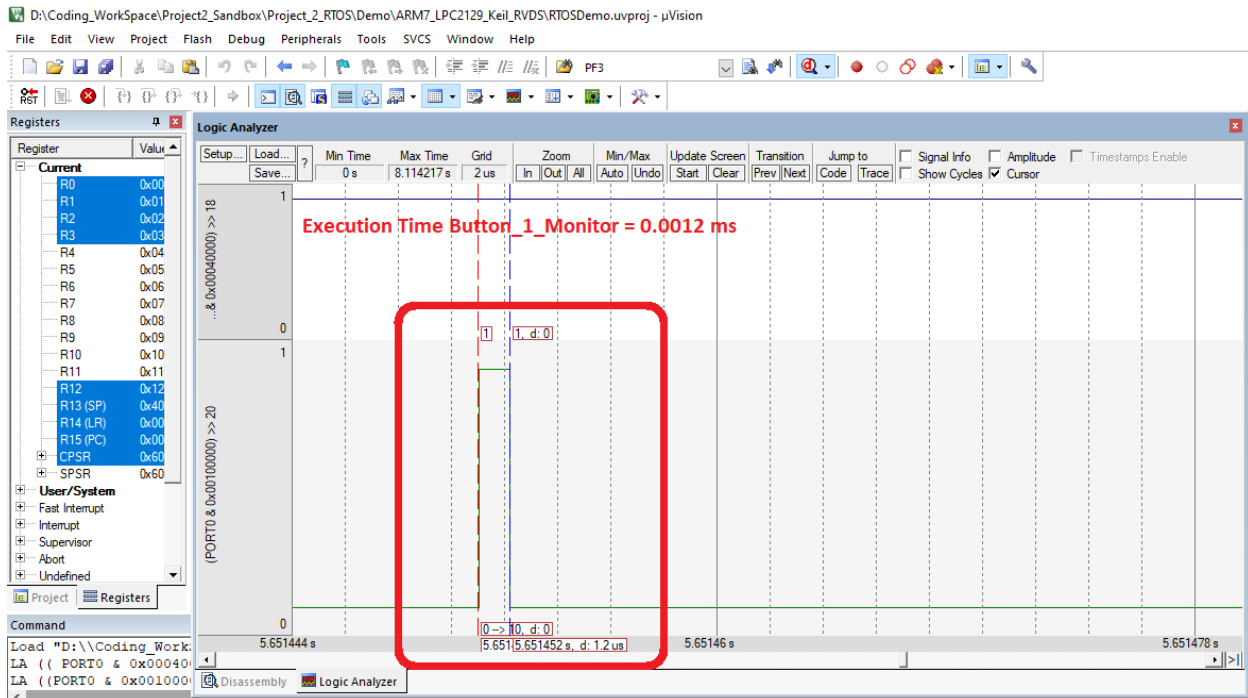 D:\Coding_WorkSpace\Project2_Sandbox\Project_2_RTOS\Demo\ARM7_LPC2129_Keil_RVDS\RTOSDemo.uvproj - µVision
File Edit View Project Flash Debug Peripherals Tools SVCS Window Help
PF3
RST
Registers
Register Value
Current
R0 0x00
R1 0x01
R2 0x02
R3 0x03
R4 0x04
R5 0x05
R6 0x06
R7 0x07
R8 0x08
R9 0x09
R10 0x10
R11 0x11
R12 0x12
R13 (SP) 0x40
R14 (LR) 0x00
R15 (PC) 0x00
CPSR 0x60
SPSR 0x60
User/System
Fast Interrupt
Interrupt
Supervisor
Abort
Undefined
Project Registers
Command
Load "D:\\Coding_Work
LA (( PORT0 & 0x00040
LA ((PORT0 & 0x001000
Logic Analyzer
Setup... Load... ? Min Time Max Time Grid Zoom Min/Max Update Screen Transition Jump to Signal Info Amplitude Timestamps Enable
Save... 0 s 8.114217 s 2 us In Out All Auto Undo Start Clear Prev Next Code Trace Show Cycles Cursor
1
...& 0x00040000) >> 18
0
Execution Time Button_1_Monitor = 0.0012 ms
1 1, d: 0
1
(PORT0 & 0x00100000) >> 20
0
0 --> 1 0, d: 0
5.651444 s 5.651 5.651452 s, d: 1.2 us 5.65146 s 5.651478 s
Disassembly Logic Analyzer